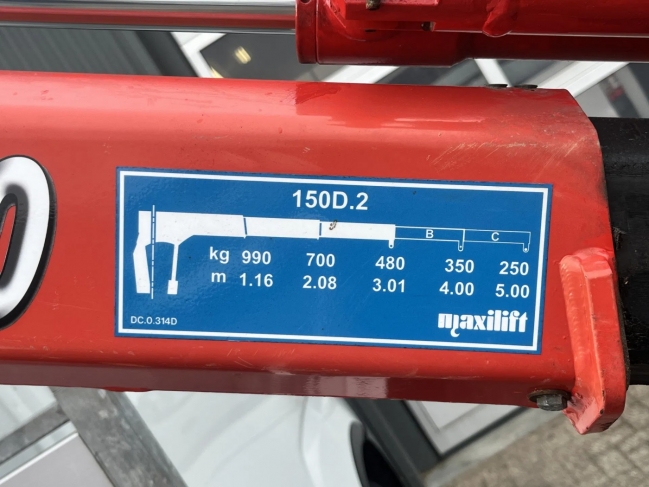 150D.2
B C
kg 990 700 480 350 250
m 1.16 2.08 3.01 4.00 5.00
DC.0.314D maxilift
0